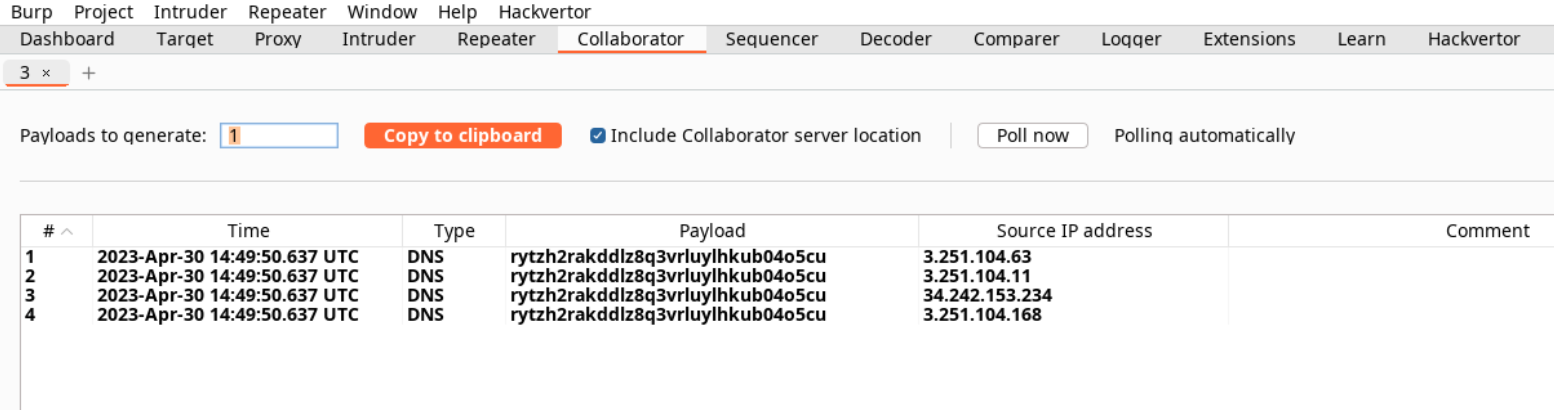 Burp Project Intruder Repeater Window Help Hackvertor
Dashboard Target Proxy Intruder Repeater Collaborator Sequencer Decoder Comparer Logger Extensions Learn Hackvertor
3 × +
Payloads to generate: 1 Copy to clipboard Include Collaborator server location Poll now Polling automatically
# Time Type Payload Source IP address Comment
1 2023-Apr-30 14:49:50.637 UTC DNS rytzh2rakddlz8q3vrluylhkub04o5cu 3.251.104.63
2 2023-Apr-30 14:49:50.637 UTC DNS rytzh2rakddlz8q3vrluylhkub04o5cu 3.251.104.11
3 2023-Apr-30 14:49:50.637 UTC DNS rytzh2rakddlz8q3vrluylhkub04o5cu 34.242.153.234
4 2023-Apr-30 14:49:50.637 UTC DNS rytzh2rakddlz8q3vrluylhkub04o5cu 3.251.104.168